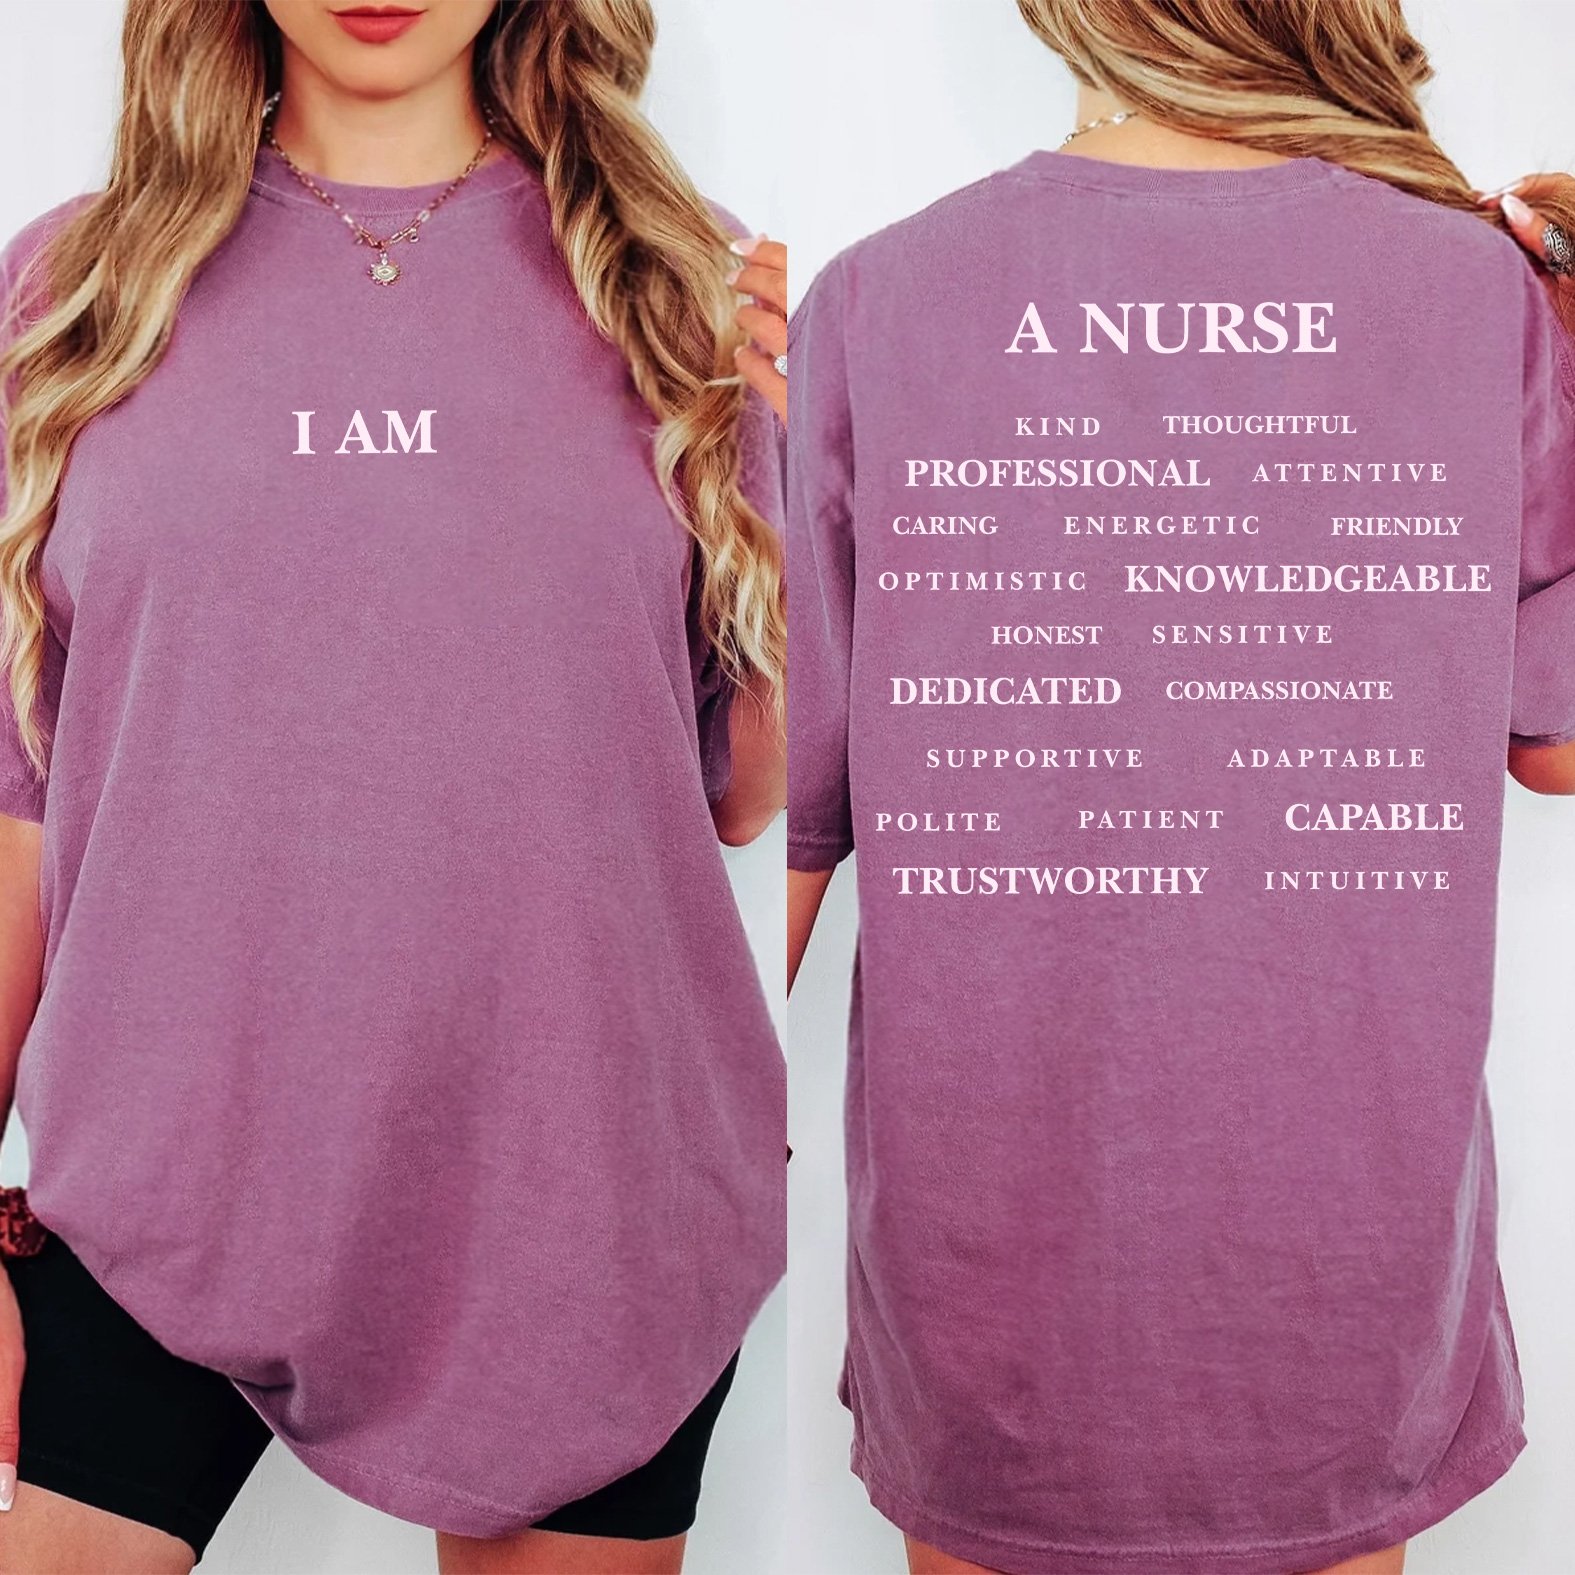 I AM
A NURSE
KIND THOUGHTFUL
PROFESSIONAL ATTENTIVE
CARING ENERGETIC FRIENDLY
OPTIMISTIC KNOWLEDGEABLE
HONEST SENSITIVE
DEDICATED COMPASSIONATE
SUPPORTIVE ADAPTABLE
POLITE PATIENT CAPABLE
TRUSTWORTHY INTUITIVE